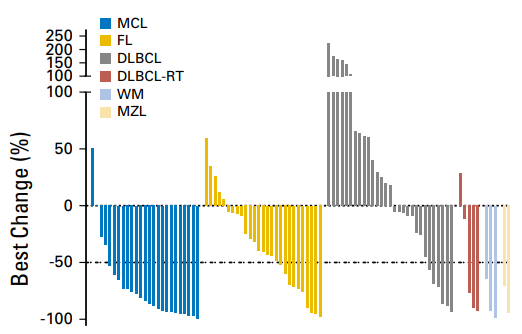 MCL
FL
DLBCL
DLBCL-RT
WM
MZL
250
200
150
100
100
50
0
-50
-100
Best Change (%)